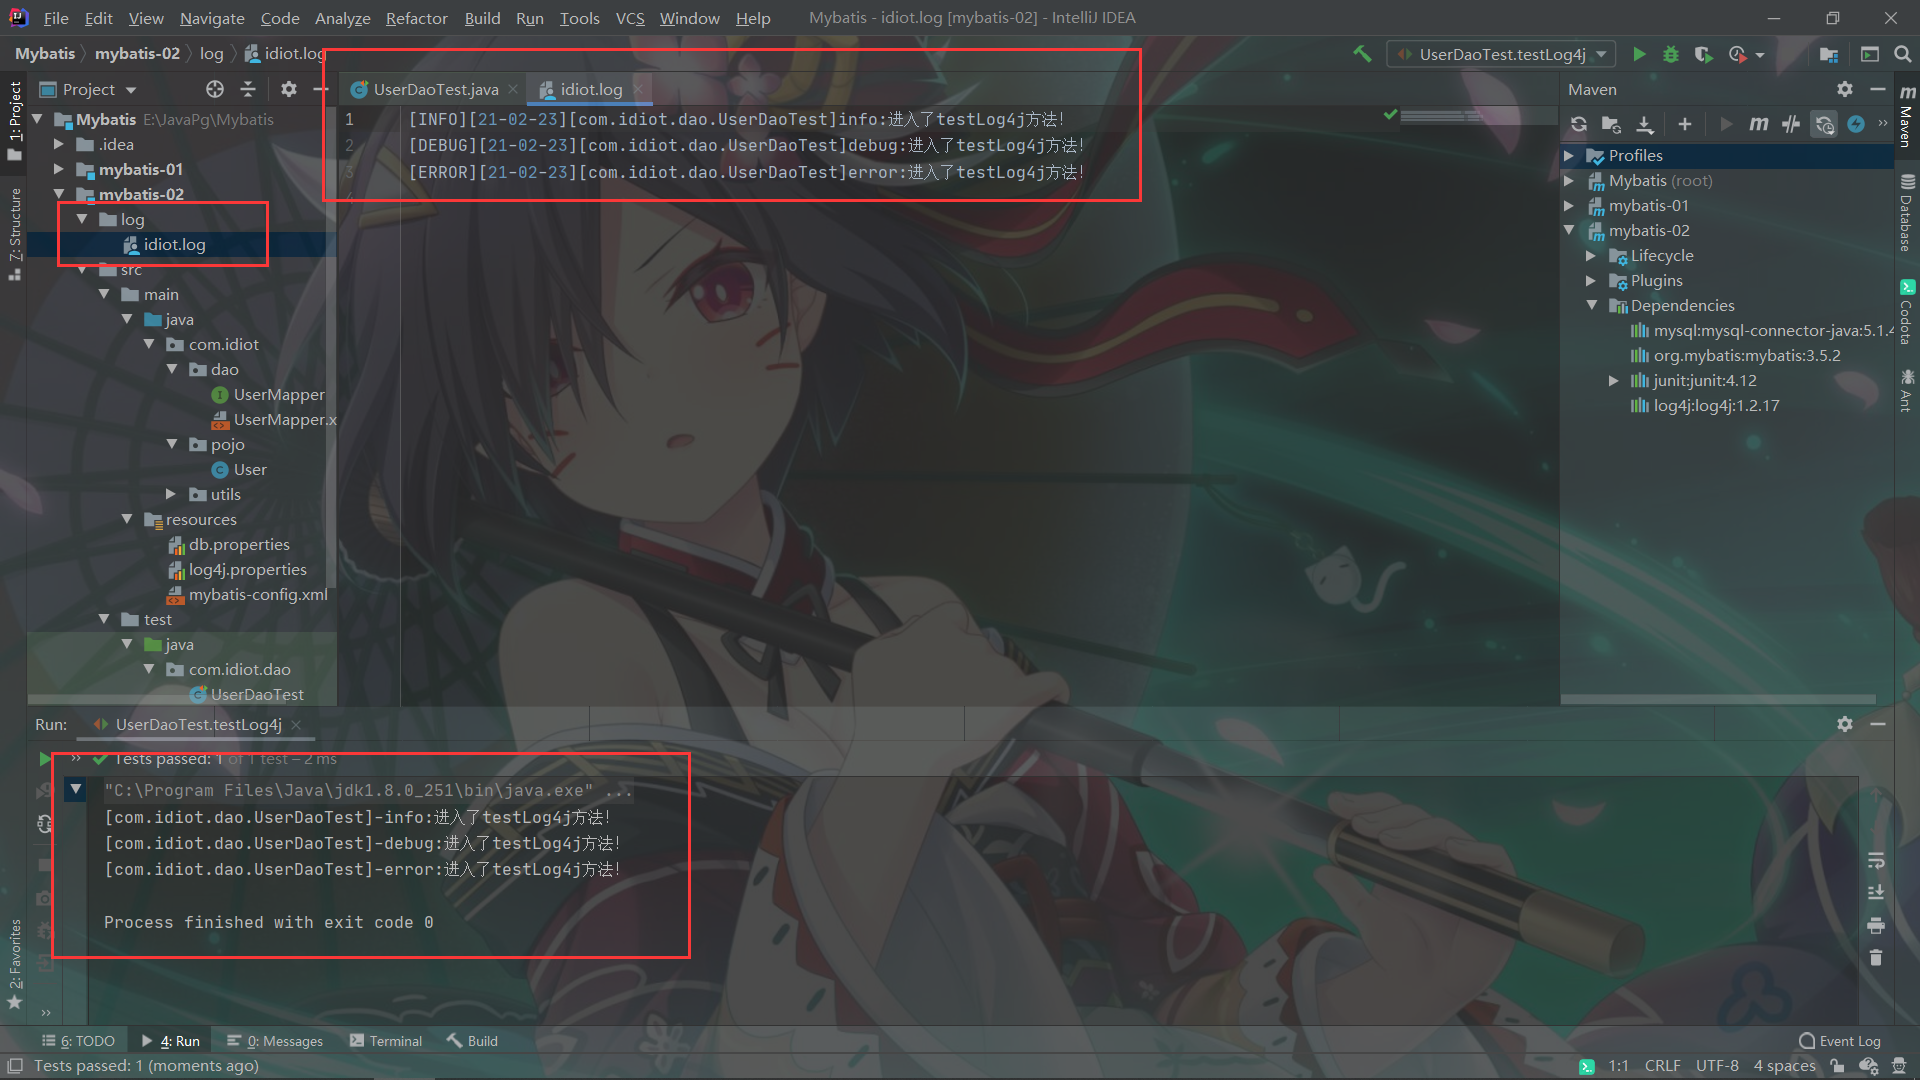 File Edit View Navigate Code Analyze Refactor Build Run Tools VCS Window Help Mybatis - idiot.log [mybatis-02] - IntelliJ IDEA
Mybatis mybatis-02 log idiot.log
UserDaoTest.testLog4j
1: Project
7: Structure
2: Favorites
Project
Mybatis E:\JavaPg\Mybatis
.idea
mybatis-01
mybatis-02
log
idiot.log
src
main
java
com.idiot
dao
UserMapper
UserMapper.x
pojo
User
utils
resources
db.properties
log4j.properties
mybatis-config.xml
test
java
com.idiot.dao
UserDaoTest
UserDaoTest.java idiot.log
1 [INFO][21-02-23][com.idiot.dao.UserDaoTest]info:进入了testLog4j方法!
2 [DEBUG][21-02-23][com.idiot.dao.UserDaoTest]debug:进入了testLog4j方法!
3 [ERROR][21-02-23][com.idiot.dao.UserDaoTest]error:进入了testLog4j方法!
4
Maven
Profiles
Mybatis (root)
mybatis-01
mybatis-02
Lifecycle
Plugins
Dependencies
mysql:mysql-connector-java:5.1.4
org.mybatis:mybatis:3.5.2
junit:junit:4.12
log4j:log4j:1.2.17
Maven
Database
Codota
Ant
Run: UserDaoTest.testLog4j
Tests passed: 1 of 1 test – 2 ms
"C:\Program Files\Java\jdk1.8.0_251\bin\java.exe" ...
[com.idiot.dao.UserDaoTest]-info:进入了testLog4j方法!
[com.idiot.dao.UserDaoTest]-debug:进入了testLog4j方法!
[com.idiot.dao.UserDaoTest]-error:进入了testLog4j方法!
Process finished with exit code 0
6: TODO 4: Run 0: Messages Terminal Build Event Log
Tests passed: 1 (moments ago) 1:1 CRLF UTF-8 4 spaces